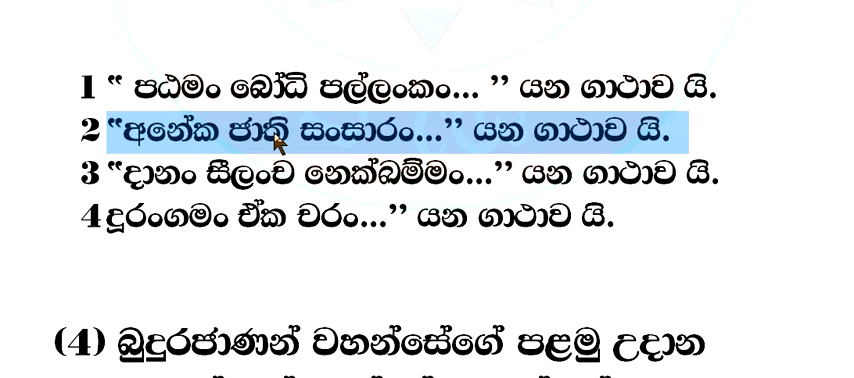 1 “ පඨමං බෝධි පල්ලංකං... ” යන ගාථාව යි.
2 “අනේක ජාති සංසාරං...” යන ගාථාව යි.
3 “දානං සීලංච නෙක්ඛම්මං...” යන ගාථාව යි.
4 දූරංගමං ඒක චරං...” යන ගාථාව යි.
(4) බුදුරජාණන් වහන්සේගේ පළමු උදාන